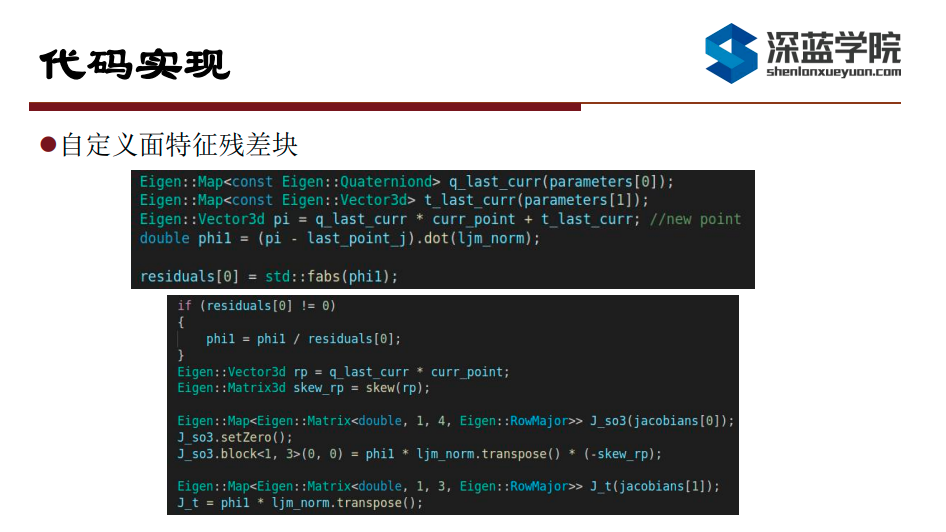 代码实现
深蓝学院
shenlanxueyuan.com
●自定义面特征残差块
Eigen::Map<const Eigen::Quaterniond> q_last_curr(parameters[0]);
Eigen::Map<const Eigen::Vector3d> t_last_curr(parameters[1]);
Eigen::Vector3d pi = q_last_curr * curr_point + t_last_curr; //new point
double phi1 = (pi - last_point_j).dot(ljm_norm);
residuals[0] = std::fabs(phi1);
if (residuals[0] != 0)
{
phi1 = phi1 / residuals[0];
}
Eigen::Vector3d rp = q_last_curr * curr_point;
Eigen::Matrix3d skew_rp = skew(rp);
Eigen::Map<Eigen::Matrix<double, 1, 4, Eigen::RowMajor>> J_so3(jacobians[0]);
J_so3.setZero();
J_so3.block<1, 3>(0, 0) = phi1 * ljm_norm.transpose() * (-skew_rp);
Eigen::Map<Eigen::Matrix<double, 1, 3, Eigen::RowMajor>> J_t(jacobians[1]);
J_t = phi1 * ljm_norm.transpose();